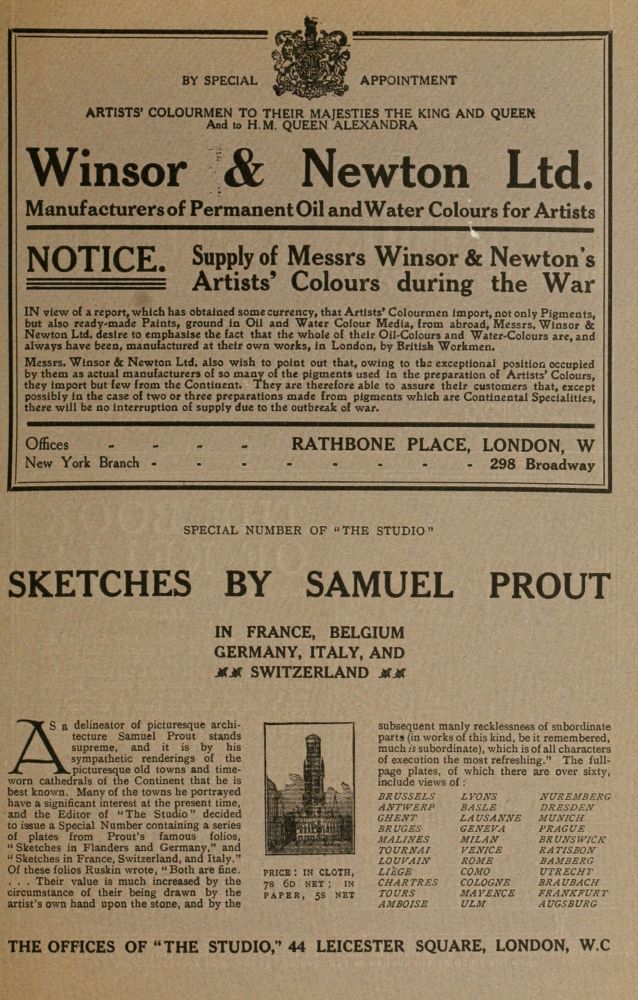 BY SPECIAL APPOINTMENT
ARTISTS' COLOURMEN TO THEIR MAJESTIES THE KING AND QUEEN
And to H.M. QUEEN ALEXANDRA
Winsor & Newton Ltd.
Manufacturers of Permanent Oil and Water Colours for Artists
NOTICE. Supply of Messrs Winsor & Newton's
Artists' Colours during the War
IN view of a report, which has obtained some currency, that Artists' Colourmen import, not only Pigments,
but also ready-made Paints, ground in Oil and Water Colour Media, from abroad, Messrs. Winsor &
Newton Ltd. desire to emphasise the fact that the whole of their Oil-Colours and Water-Colours are, and
always have been, manufactured at their own works, in London, by British Workmen.
Messrs. Winsor & Newton Ltd. also wish to point out that, owing to the exceptional position occupied
by them as actual manufacturers of so many of the pigments used in the preparation of Artists' Colours,
they import but few from the Continent. They are therefore able to assure their customers that, except
possibly in the case of two or three preparations made from pigments which are Continental Specialities,
there will be no interruption of supply due to the outbreak of war.
Offices - - - - RATHBONE PLACE, LONDON, W
New York Branch - - - - - - - - 298 Broadway
SPECIAL NUMBER OF "THE STUDIO"
SKETCHES BY SAMUEL PROUT
IN FRANCE, BELGIUM
GERMANY, ITALY, AND
SWITZERLAND
AS a delineator of picturesque archi-
tecture Samuel Prout stands
supreme, and it is by his
sympathetic renderings of the
picturesque old towns and time-
worn cathedrals of the Continent that he is
best known. Many of the towns he portrayed
have a significant interest at the present time,
and the Editor of "The Studio" decided
to issue a Special Number containing a series
of plates from Prout's famous folios,
"Sketches in Flanders and Germany," and
"Sketches in France, Switzerland, and Italy."
Of these folios Ruskin wrote, "Both are fine.
. . . Their value is much increased by the
circumstance of their being drawn by the
artist's own hand upon the stone, and by the
PRICE: IN CLOTH,
7S 6D NET; IN
PAPER, 5S NET
subsequent manly recklessness of subordinate
parts (in works of this kind, be it remembered,
much is subordinate), which is of all characters
of execution the most refreshing." The full-
page plates, of which there are over sixty,
include views of:
BRUSSELS LYONS NUREMBERG
ANTWERP BASLE DRESDEN
GHENT LAUSANNE MUNICH
BRUGES GENEVA PRAGUE
MALINES MILAN BRUNSWICK
TOURNAI VENICE RATISBON
LOUVAIN ROME BAMBERG
LIÈGE COMO UTRECHT
CHARTRES COLOGNE BRAUBACH
TOURS MAYENCE FRANKFURT
AMBOISE ULM AUGSBURG
THE OFFICES OF "THE STUDIO," 44 LEICESTER SQUARE, LONDON, W.C